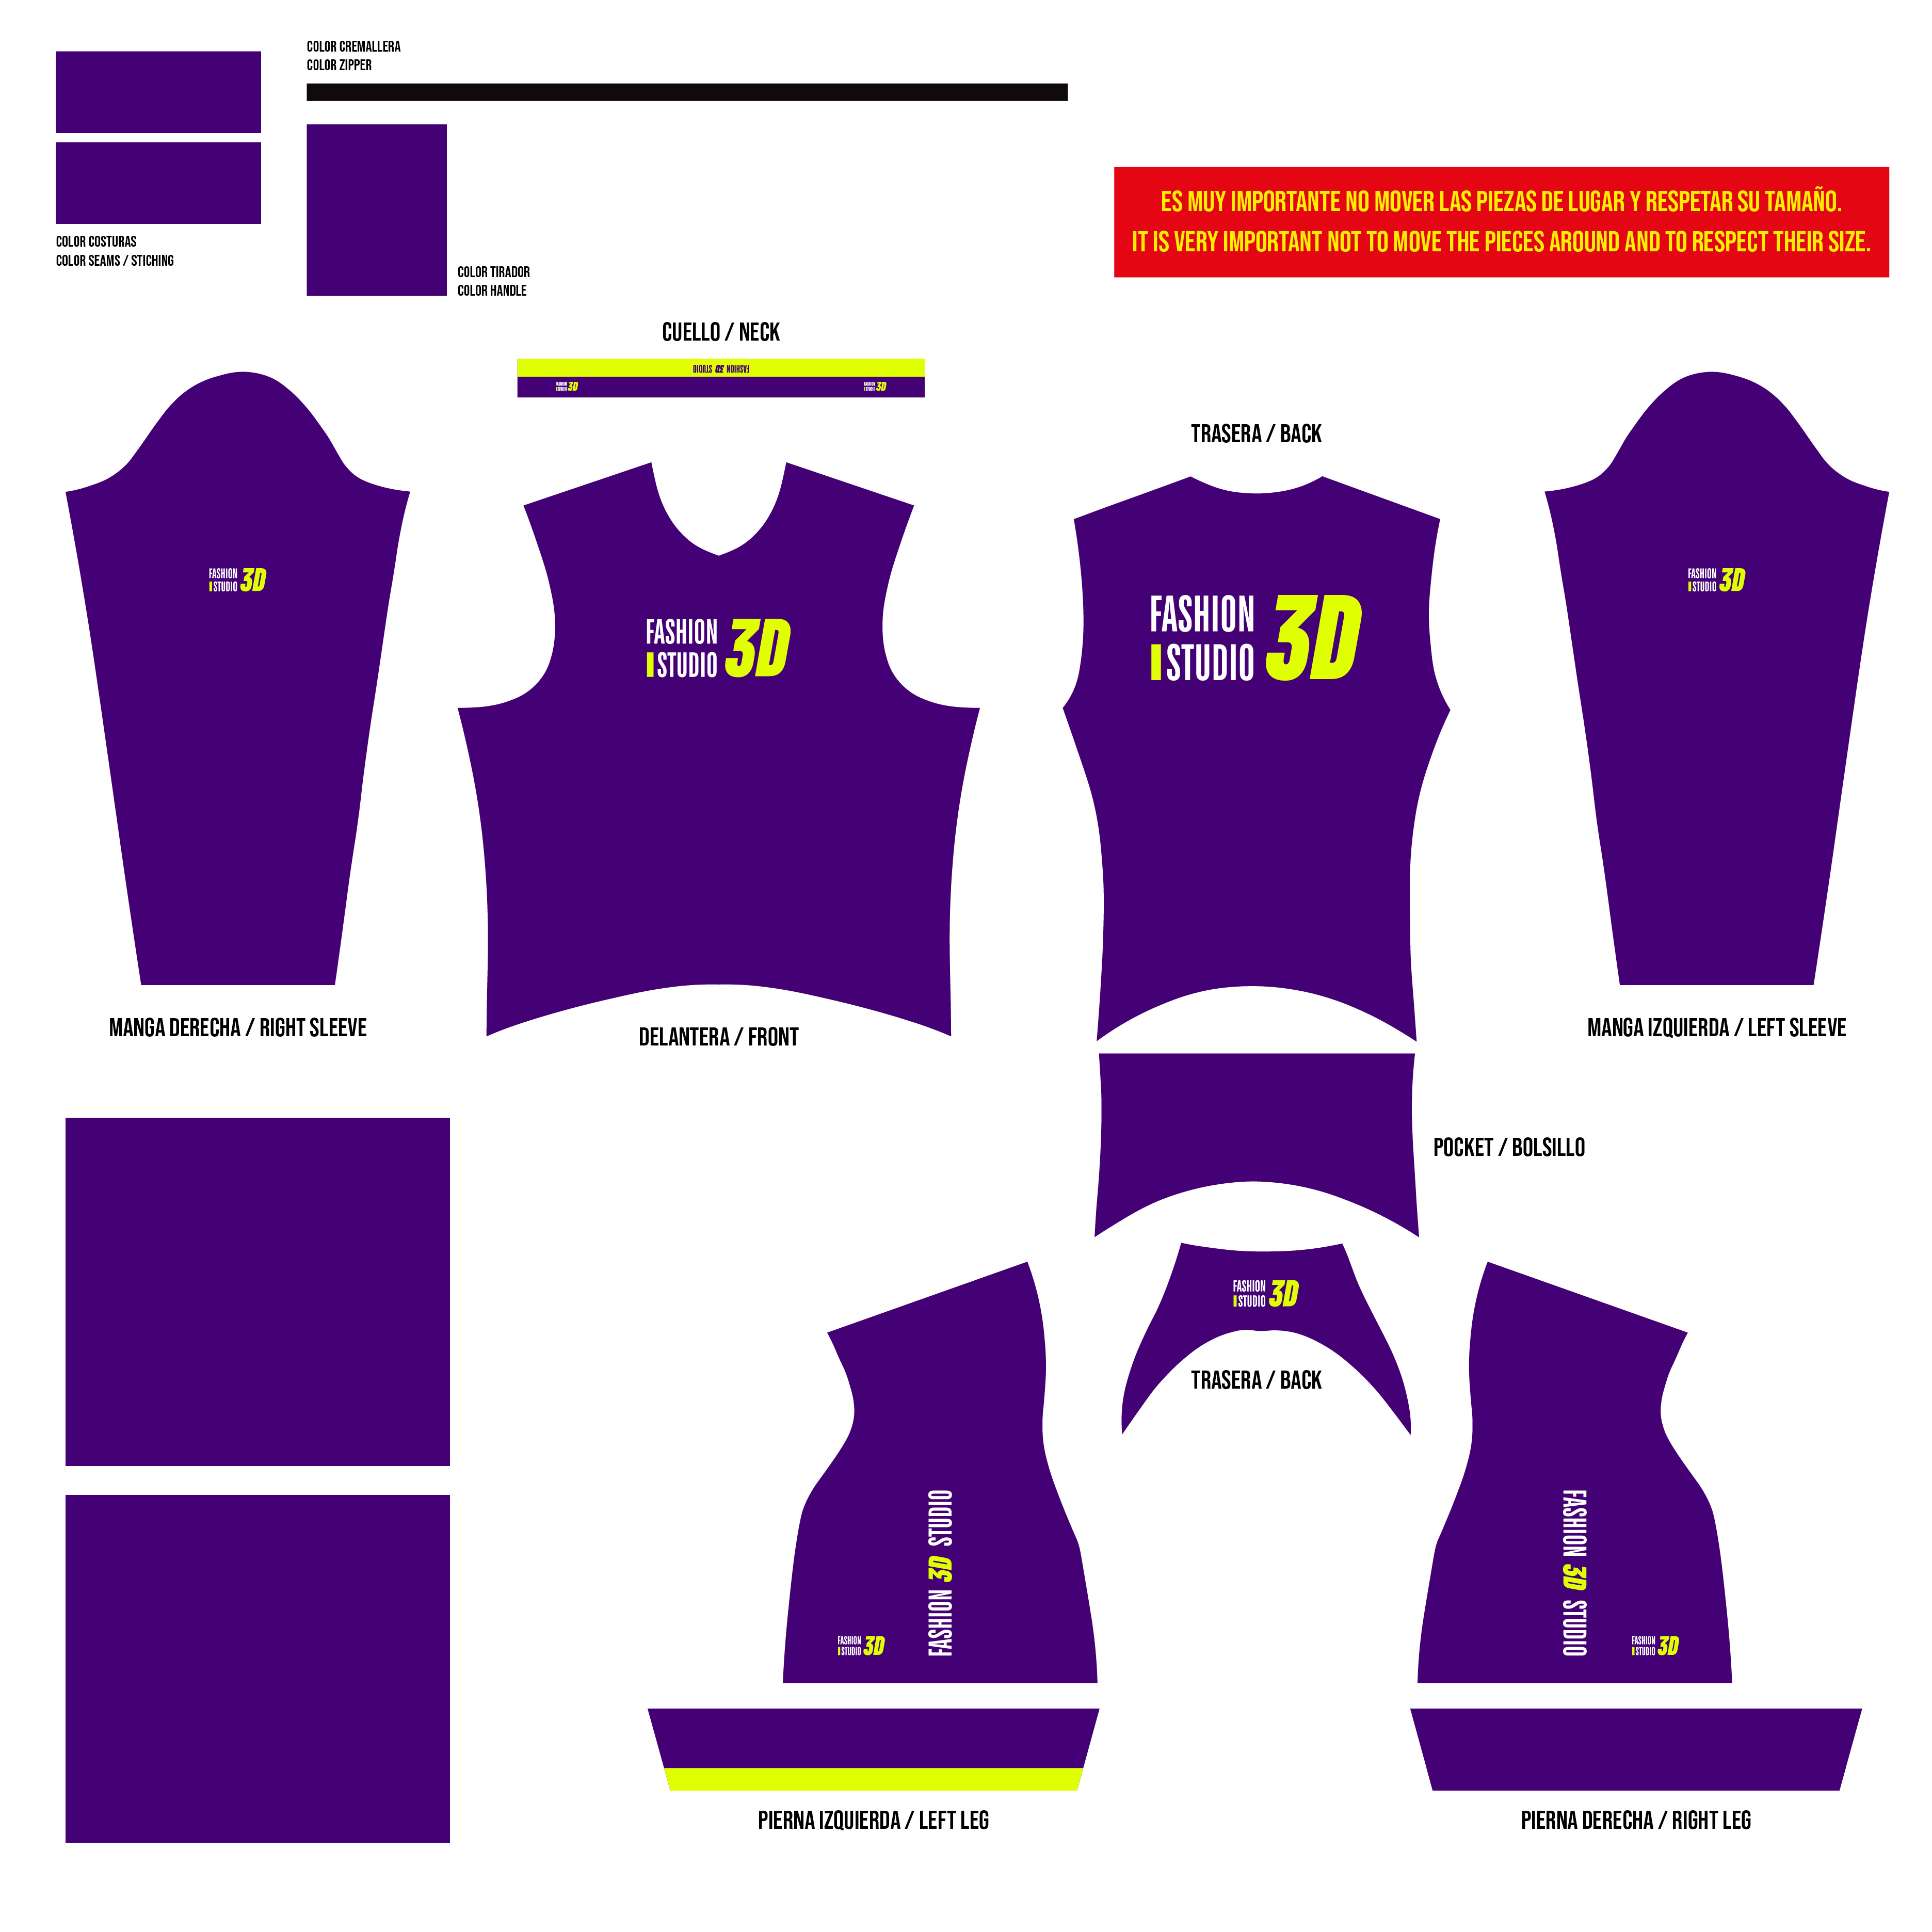 COLOR CREMALLERA
COLOR ZIPPER
COLOR COSTURAS
COLOR SEAMS / STICHING
COLOR TIRADOR
COLOR HANDLE
ES MUY IMPORTANTE NO MOVER LAS PIEZAS DE LUGAR Y RESPETAR SU TAMAÑO.
IT IS VERY IMPORTANT NOT TO MOVE THE PIECES AROUND AND TO RESPECT THEIR SIZE.
CUELLO / NECK
FASHION 3D STUDIO
FASHION
STUDIO 3D
FASHION
STUDIO 3D
TRASERA / BACK
FASHION
STUDIO 3D
FASHION
STUDIO 3D
FASHION
STUDIO 3D
FASHION
STUDIO 3D
MANGA DERECHA / RIGHT SLEEVE
DELANTERA / FRONT
MANGA IZQUIERDA / LEFT SLEEVE
POCKET / BOLSILLO
FASHION
STUDIO 3D
TRASERA / BACK
FASHION 3D STUDIO
FASHION
STUDIO 3D
FASHION 3D STUDIO
FASHION
STUDIO 3D
PIERNA IZQUIERDA / LEFT LEG
PIERNA DERECHA / RIGHT LEG